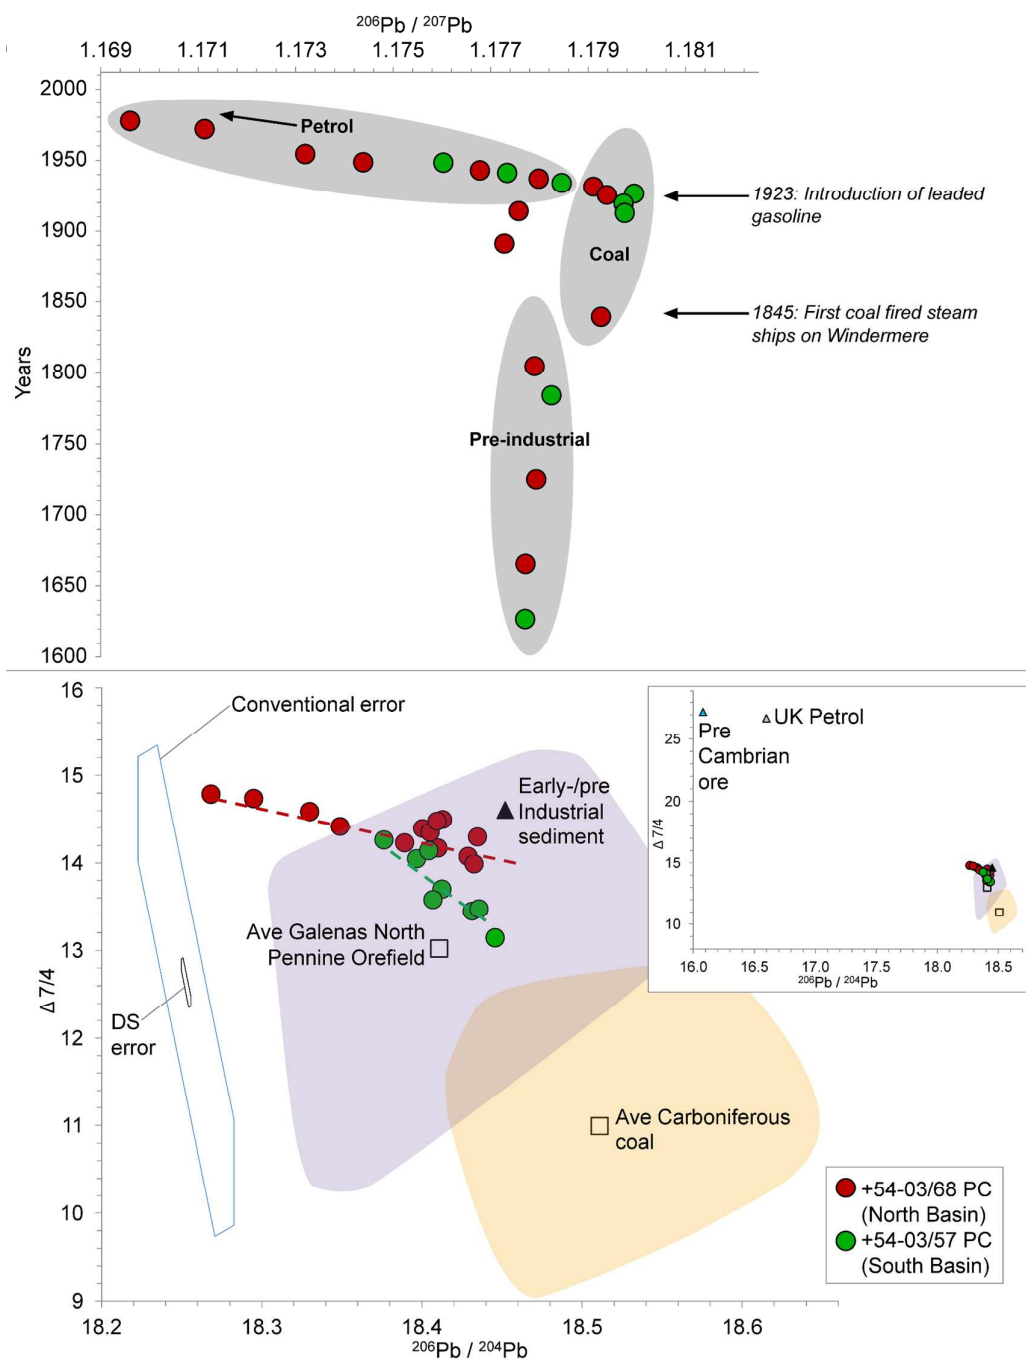 ²⁰⁶Pb / ²⁰⁷Pb
1.169 1.171 1.173 1.175 1.177 1.179 1.181
2000
1950
1900
1850
1800
1750
1700
1650
1600
Years
Petrol
Coal
Pre-industrial
1923: Introduction of leaded
gasoline
1845: First coal fired steam
ships on Windermere
16
15
14
13
12
11
10
9
Δ 7/4
18.2 18.3 18.4 18.5 18.6
²⁰⁶Pb / ²⁰⁴Pb
Conventional error
DS
error
Early-/pre
Industrial
sediment
Ave Galenas North
Pennine Orefield
Ave Carboniferous
coal
25
20
15
10
Δ 7/4
16.0 16.5 17.0 17.5 18.0 18.5
²⁰⁶Pb / ²⁰⁴Pb
UK Petrol
Pre
Cambrian
ore
+54-03/68 PC
(North Basin)
+54-03/57 PC
(South Basin)